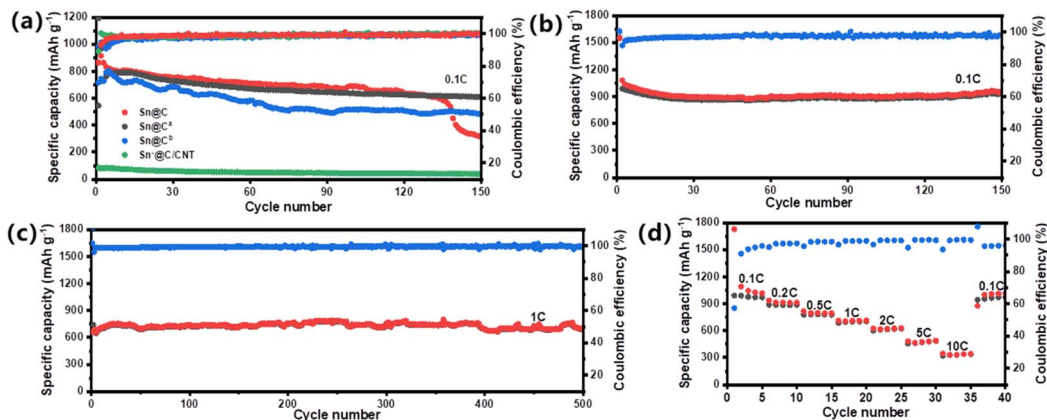 (a)
Specific capacity (mAh g⁻¹)
1200
1000
800
600
400
200
0
0 30 60 90 120 150
Cycle number
Coulombic efficiency (%)
100
80
60
40
20
0.1C
Sn@C
Sn@Cᵃ
Sn@Cᵇ
Sn⁻@C/CNT
(b)
Specific capacity (mAh g⁻¹)
1800
1500
1200
900
600
300
0
0 30 60 90 120 150
Cycle number
Coulombic efficiency (%)
100
80
60
40
20
0.1C
(c)
Specific capacity (mAh g⁻¹)
1800
1500
1200
900
600
300
0
0 100 200 300 400 500
Cycle number
Coulombic efficiency (%)
100
80
60
40
20
1C
(d)
Specific capacity (mAh g⁻¹)
1800
1500
1200
900
600
300
0
0 5 10 15 20 25 30 35 40
Cycle number
Coulombic efficiency (%)
100
80
60
40
20
0.1C
0.2C
0.5C
1C
2C
5C
10C
0.1C